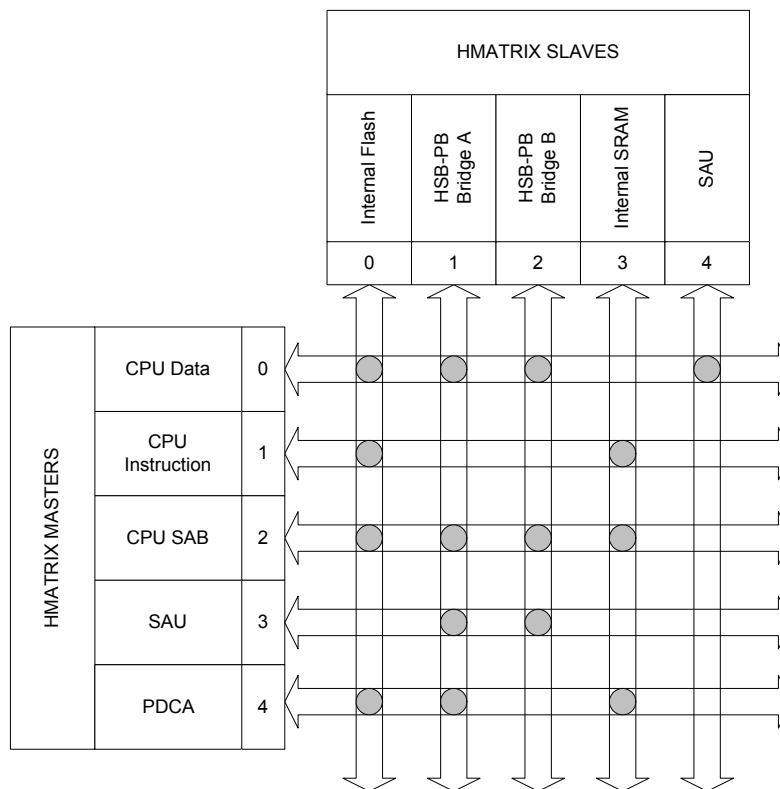 HMATRIX SLAVES
Internal Flash
HSB-PB
Bridge A
HSB-PB
Bridge B
Internal SRAM
SAU
0
1
2
3
4
HMATRIX MASTERS
CPU Data
0
CPU
Instruction
1
CPU SAB
2
SAU
3
PDCA
4